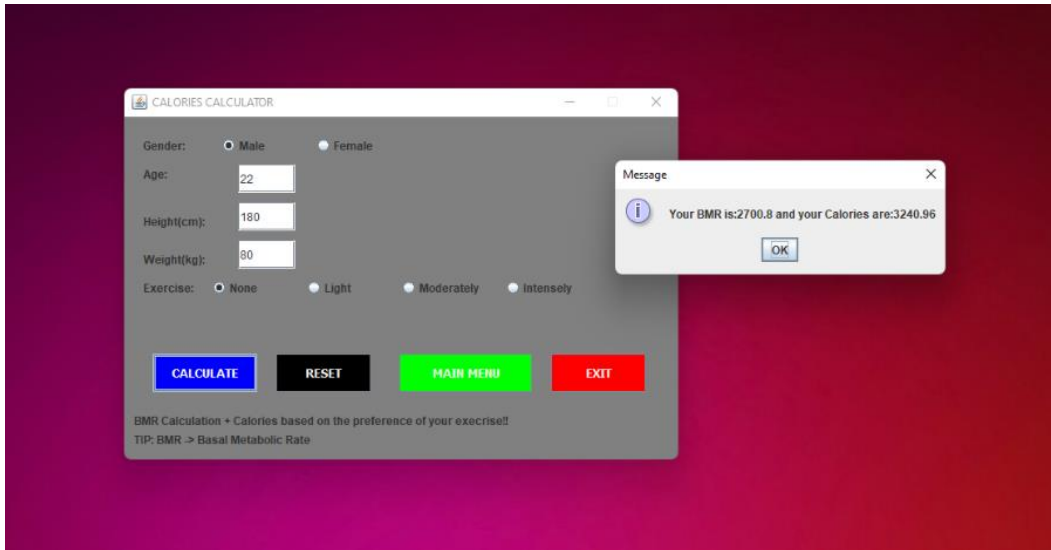 CALORIES CALCULATOR
Gender: Male Female
Age: 22
Height(cm): 180
Weight(kg): 80
Exercise: None Light Moderately Intensely
CALCULATE RESET MAIN MENU EXIT
BMR Calculation + Calories based on the preference of your execrise!!
TIP: BMR -> Basal Metabolic Rate
Message
Your BMR is:2700.8 and your Calories are:3240.96
OK